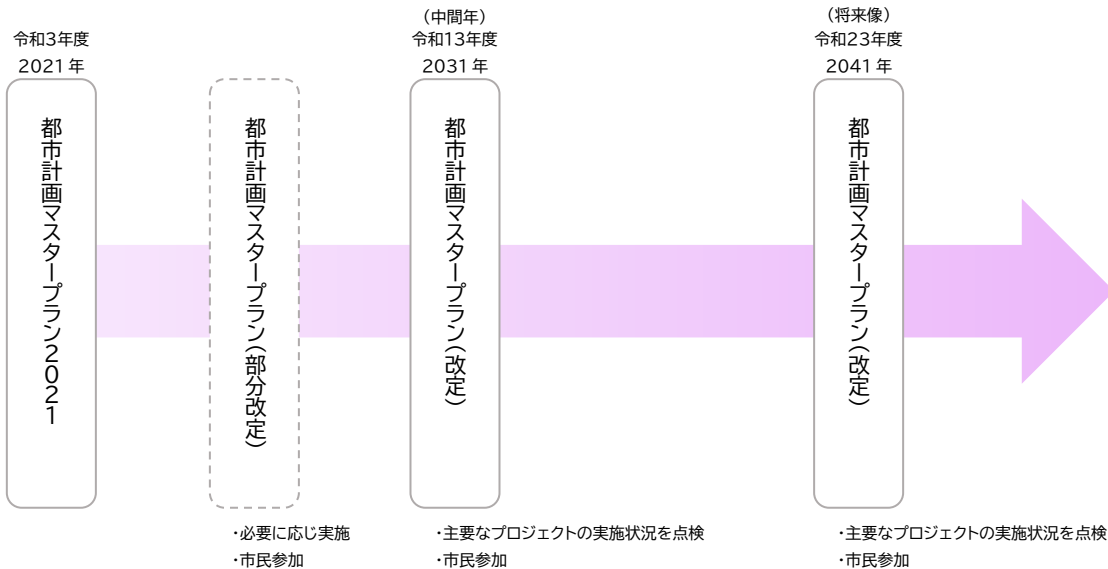 令和3年度
2021年
都市計画マスタープラン2021
都市計画マスタープラン(部分改定)
・必要に応じ実施
・市民参加
(中間年)
令和13年度
2031年
都市計画マスタープラン(改定)
・主要なプロジェクトの実施状況を点検
・市民参加
(将来像)
令和23年度
2041年
都市計画マスタープラン(改定)
・主要なプロジェクトの実施状況を点検
・市民参加